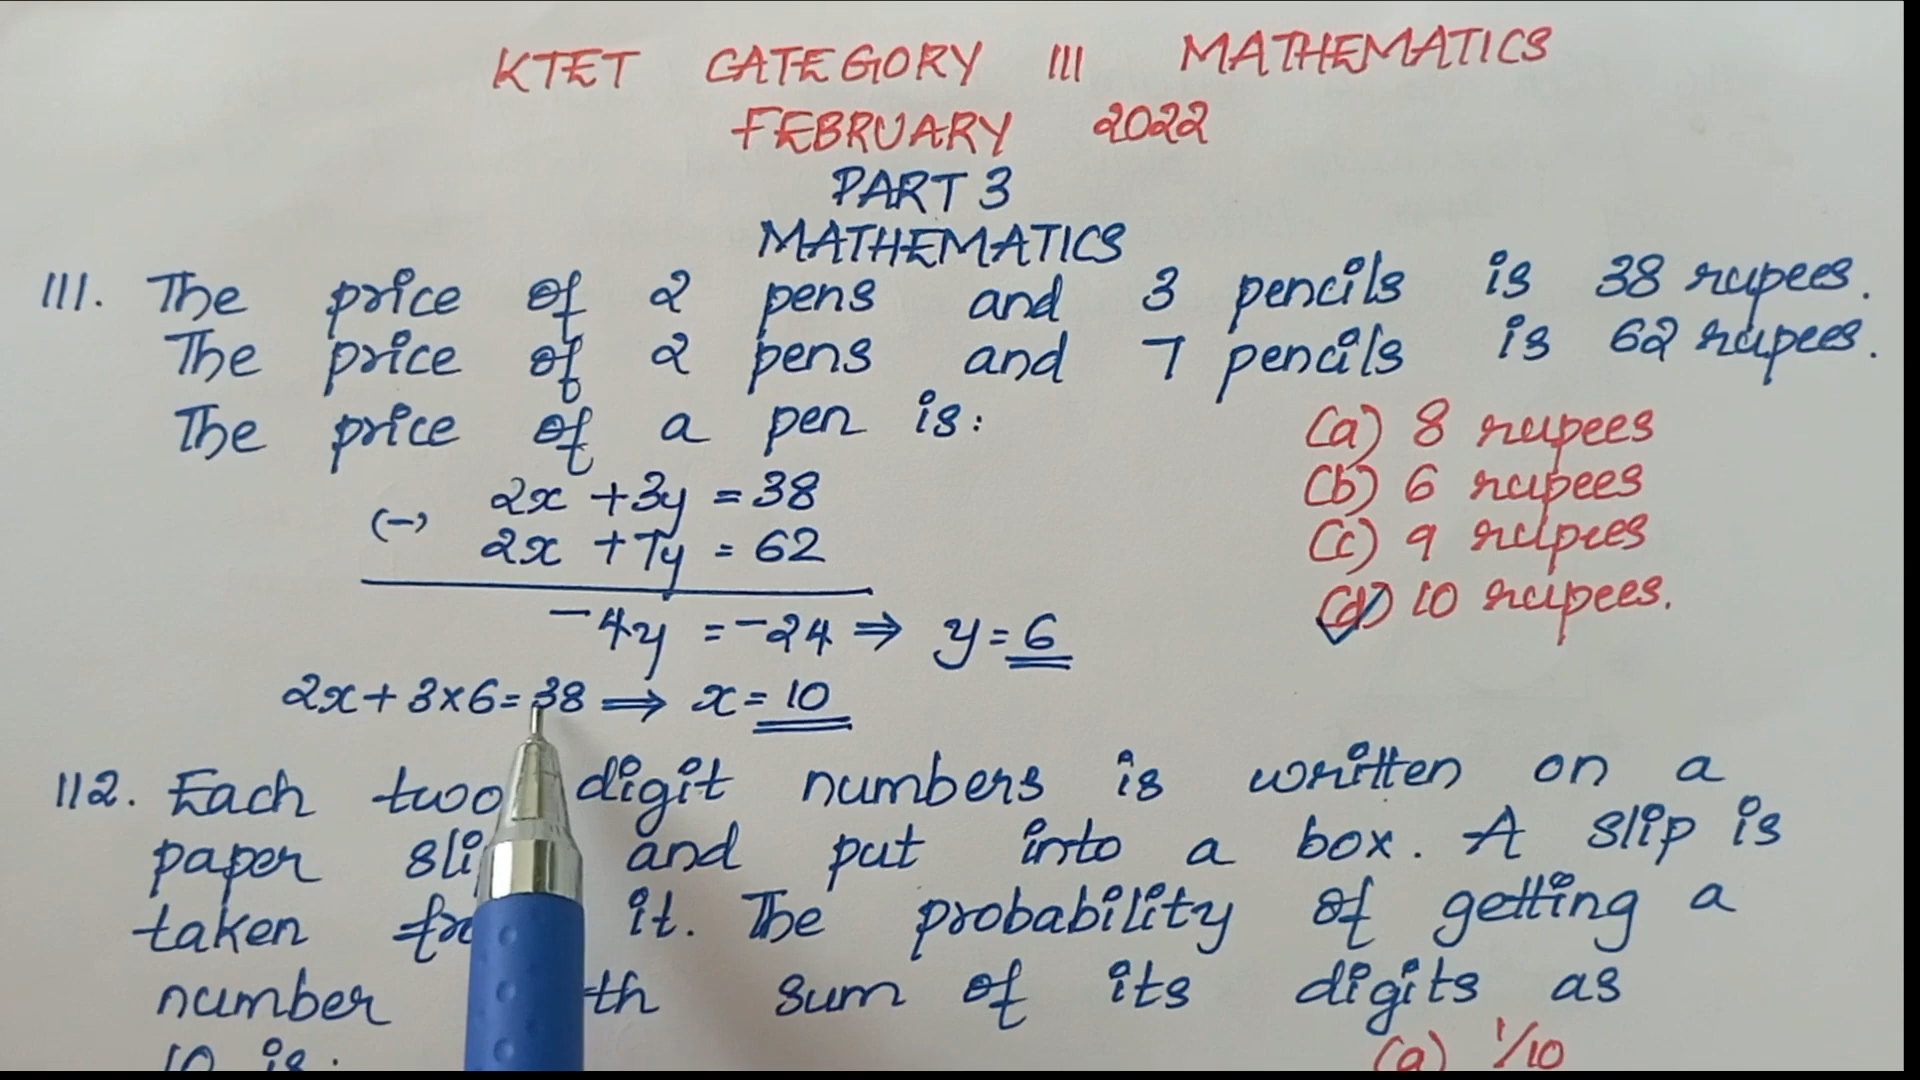 KTET CATEGORY III MATHEMATICS
FEBRUARY 2022
PART 3
MATHEMATICS
111. The price of 2 pens and 3 pencils is 38 rupees.
The price of 2 pens and 7 pencils is 62 rupees.
The price of a pen is:
(a) 8 rupees
(b) 6 rupees
(c) 9 rupees
(d) 10 rupees.
(-) 2x + 3y = 38
2x + 7y = 62
-4y = -24 ⇒ y = 6
2x + 3×6 = 38 ⇒ x = 10
112. Each two digit numbers is written on a
paper and put into a box. A slip is
taken it. The probability of getting a
number sum of its digits as
10 is:
(a) 1/10